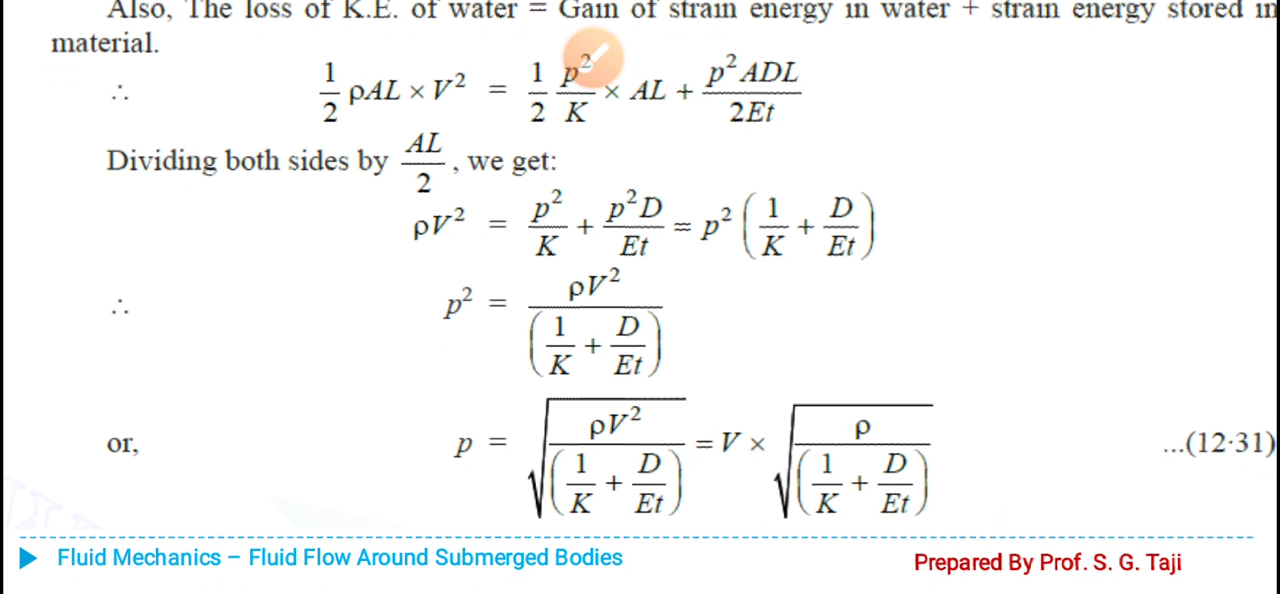 Also, The loss of K.E. of water = Gain of strain energy in water + strain energy stored in
material.
∴ 1/2 ρAL × V² = 1/2 p²/K × AL + p²ADL/2Et
Dividing both sides by AL/2, we get:
ρV² = p²/K + p²D/Et = p² (1/K + D/Et)
∴ p² = ρV²/(1/K + D/Et)
or, p = √(ρV²/(1/K + D/Et)) = V × √(ρ/(1/K + D/Et)) ...(12·31)
Fluid Mechanics – Fluid Flow Around Submerged Bodies
Prepared By Prof. S. G. Taji